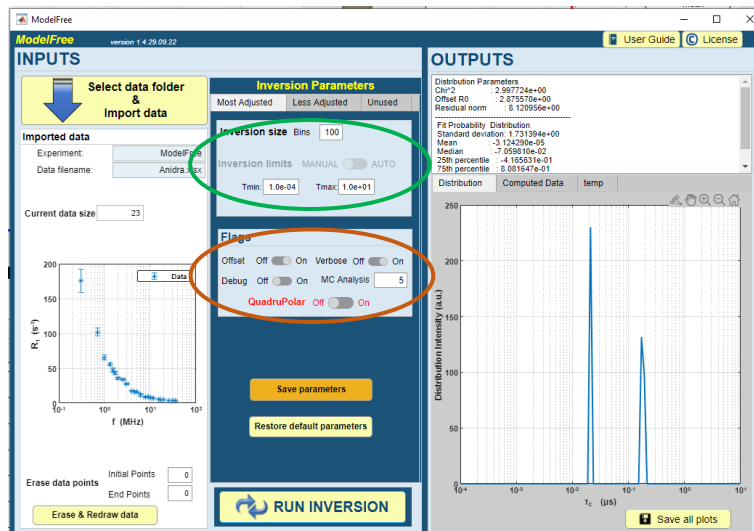 ModelFree
ModelFree version 1.4.29.09.22
User Guide
License
INPUTS
Select data folder
&
Import data
Imported data
Experiment: ModelFree
Data filename: Anidra.xlsx
Current data size 23
200
150
100
50
0
R₁ (s⁻¹)
Data
10⁻¹ 10⁰ 10¹ 10²
f (MHz)
Erase data points
Initial Points 0
End Points 0
Erase & Redraw data
Inversion Parameters
Most Adjusted Less Adjusted Unused
Inversion size Bins 100
Inversion limits MANUAL AUTO
Tmin: 1.0e-04 Tmax: 1.0e+01
Flags
Offset Off On Verbose Off On
Debug Off On MC Analysis 5
QuadruPolar Off On
Save parameters
Restore default parameters
RUN INVERSION
OUTPUTS
Distribution Parameters
Chi^2 : 2.997724e+00
Offset R0 : 2.875570e+00
Residual norm : 8.120956e+00
Fit Probability Distribution
Standard deviation: 1.731394e+00
Mean : -3.124290e-05
Median : -7.059810e-02
25th percentile : -4.165631e-01
75th percentile : 8.081647e-01
Distribution Computed Data temp
250
200
150
100
50
0
Distribution Intensity (a.u.)
10⁻⁴ 10⁻³ 10⁻² 10⁻¹ 10⁰ 10¹
τc (μs)
Save all plots